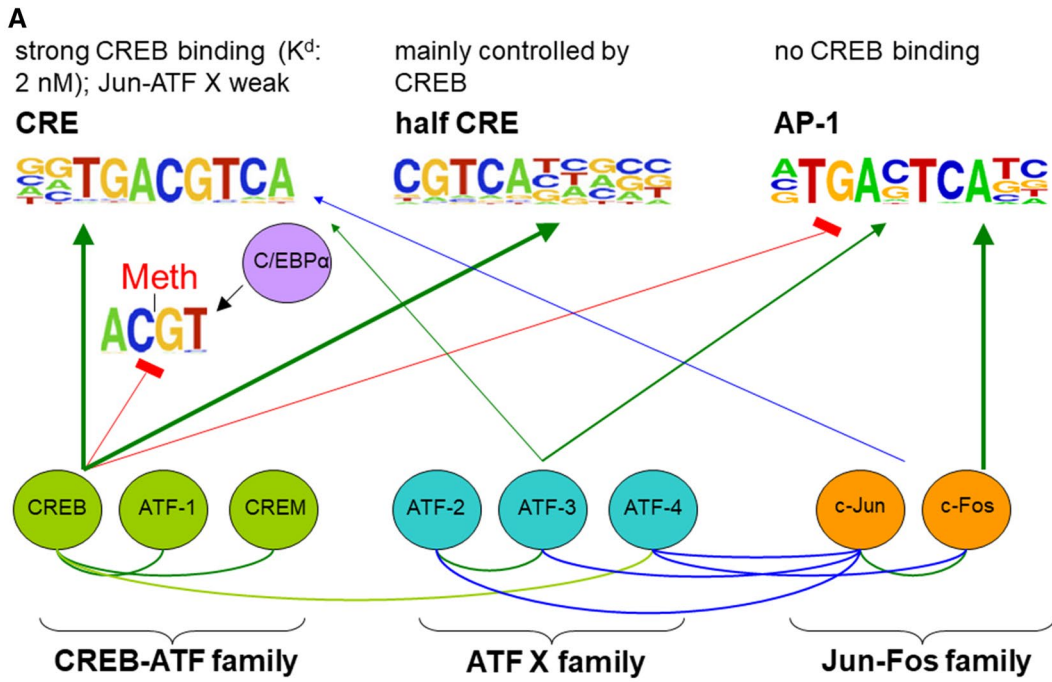 A
strong CREB binding (Kd:
2 nM); Jun-ATF X weak
mainly controlled by
CREB
no CREB binding
CRE
half CRE
AP-1
TGACGTCA
CGTCA
TGACTCA
C/EBPα
Meth
ACGT
CREB
ATF-1
CREM
ATF-2
ATF-3
ATF-4
c-Jun
c-Fos
CREB-ATF family
ATF X family
Jun-Fos family